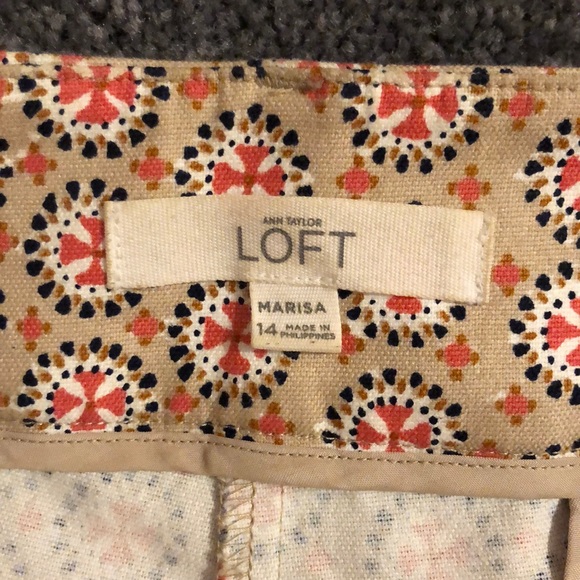 ANN TAYLOR
LOFT
MARISA
14 MADE IN
PHILIPPINES